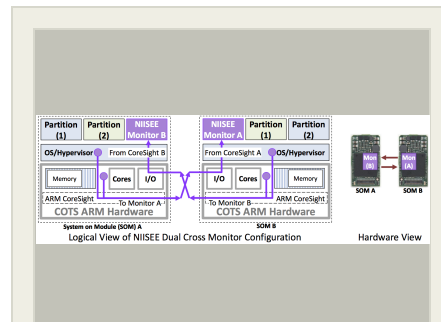 Partition (1)
Partition (2)
NIISEE Monitor B
OS/Hypervisor
From CoreSight B
Memory
Cores
I/O
ARM CoreSight
To Monitor A
COTS ARM Hardware
System on Module (SOM) A
NIISEE Monitor A
Partition (1)
Partition (2)
From CoreSight A
OS/Hypervisor
I/O
Cores
Memory
ARM CoreSight
To Monitor B
COTS ARM Hardware
SOM B
Mon (B)
Mon (A)
SOM A
SOM B
Logical View of NIISEE Dual Cross Monitor Configuration
Hardware View